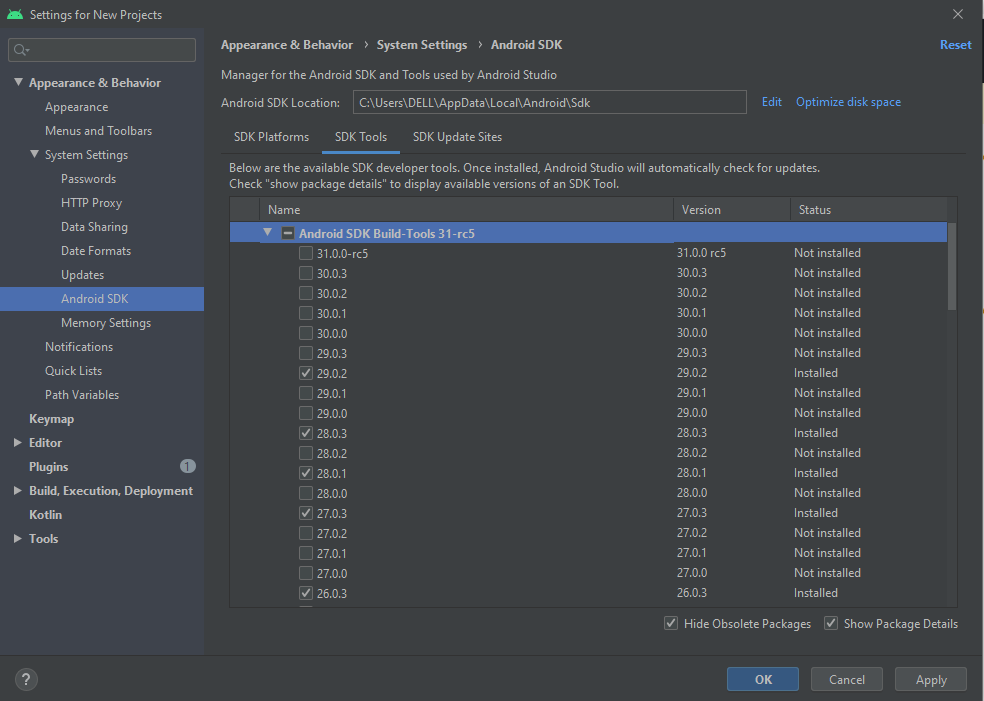 Settings for New Projects
Appearance & Behavior
Appearance
Menus and Toolbars
System Settings
Passwords
HTTP Proxy
Data Sharing
Date Formats
Updates
Android SDK
Memory Settings
Notifications
Quick Lists
Path Variables
Keymap
Editor
Plugins 1
Build, Execution, Deployment
Kotlin
Tools
Appearance & Behavior › System Settings › Android SDK Reset
Manager for the Android SDK and Tools used by Android Studio
Android SDK Location: C:\Users\DELL\AppData\Local\Android\Sdk Edit Optimize disk space
SDK Platforms SDK Tools SDK Update Sites
Below are the available SDK developer tools. Once installed, Android Studio will automatically check for updates.
Check "show package details" to display available versions of an SDK Tool.
Name Version Status
Android SDK Build-Tools 31-rc5
31.0.0-rc5 31.0.0 rc5 Not installed
30.0.3 30.0.3 Not installed
30.0.2 30.0.2 Not installed
30.0.1 30.0.1 Not installed
30.0.0 30.0.0 Not installed
29.0.3 29.0.3 Not installed
29.0.2 29.0.2 Installed
29.0.1 29.0.1 Not installed
29.0.0 29.0.0 Not installed
28.0.3 28.0.3 Installed
28.0.2 28.0.2 Not installed
28.0.1 28.0.1 Installed
28.0.0 28.0.0 Not installed
27.0.3 27.0.3 Installed
27.0.2 27.0.2 Not installed
27.0.1 27.0.1 Not installed
27.0.0 27.0.0 Not installed
26.0.3 26.0.3 Installed
Hide Obsolete Packages Show Package Details
? OK Cancel Apply